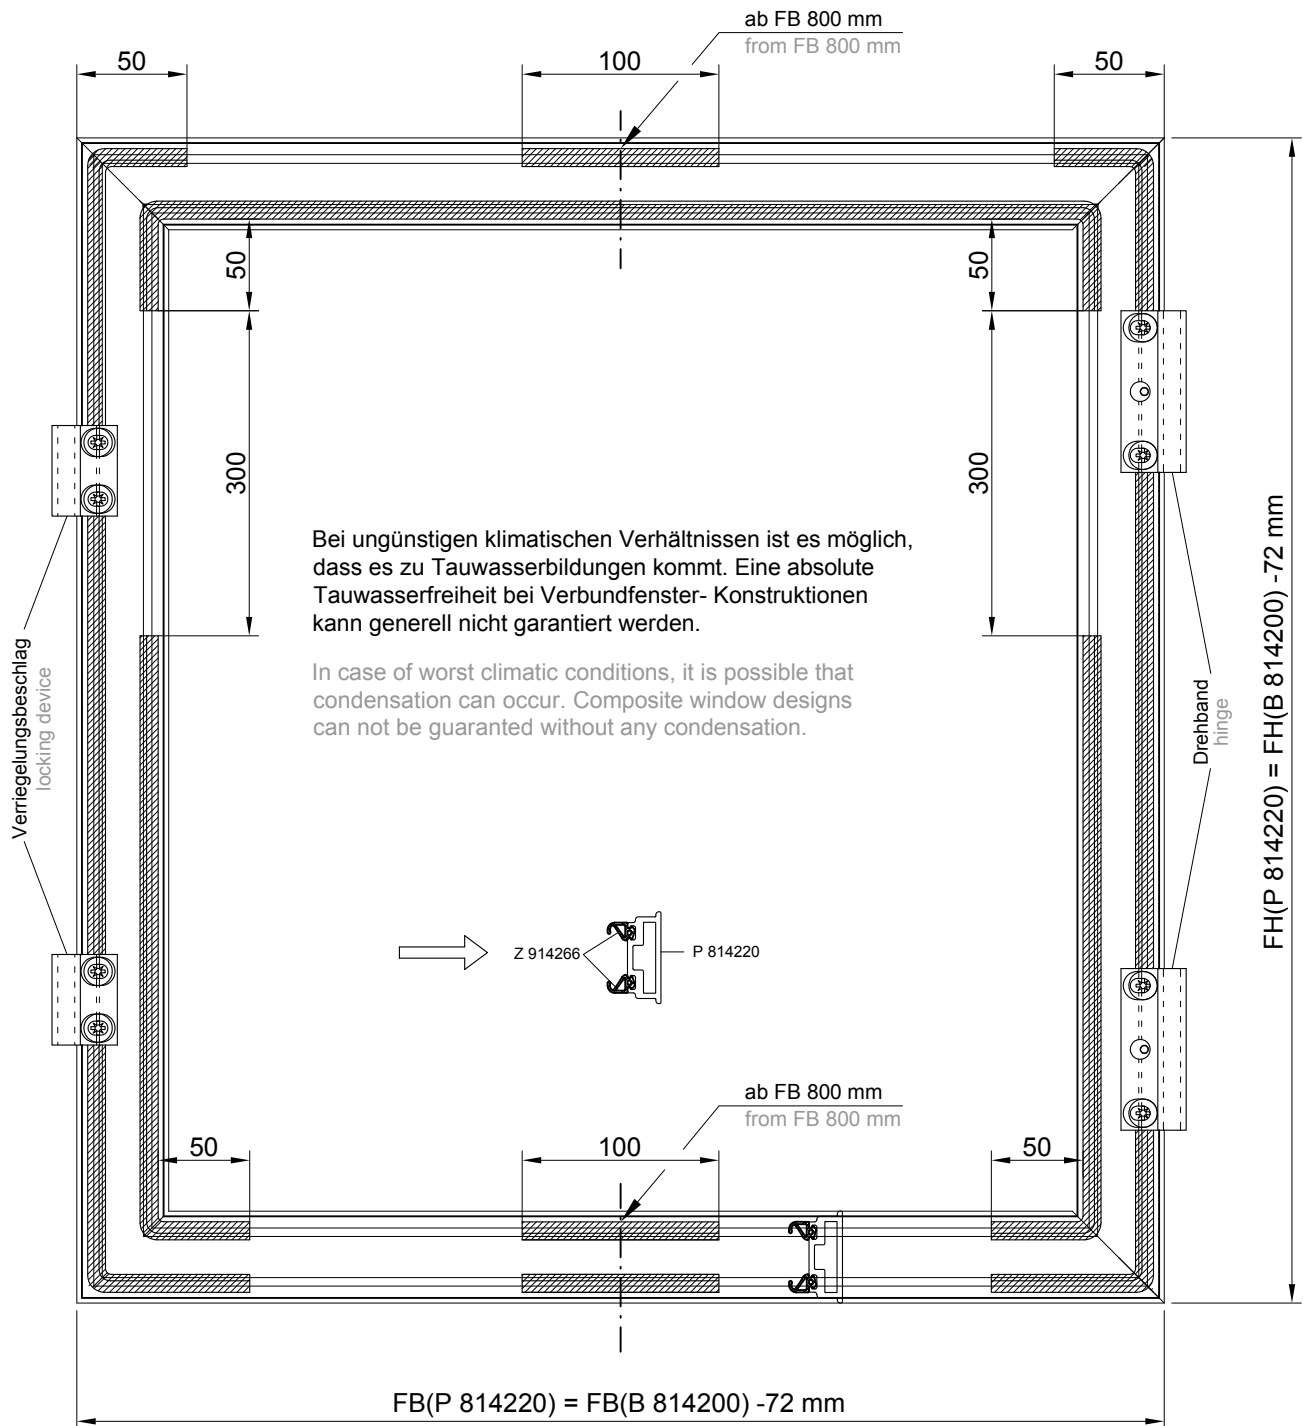 ab FB 800 mm
from FB 800 mm
50
100
50
50
50
300
300
Bei ungünstigen klimatischen Verhältnissen ist es möglich,
dass es zu Tauwasserbildungen kommt. Eine absolute
Tauwasserfreiheit bei Verbundfenster- Konstruktionen
kann generell nicht garantiert werden.
In case of worst climatic conditions, it is possible that
condensation can occur. Composite window designs
can not be guaranted without any condensation.
Verriegelungsbeschlag
locking device
Drehband
hinge
FH(P 814220) = FH(B 814200) -72 mm
Z 914266
P 814220
ab FB 800 mm
from FB 800 mm
50
100
50
FB(P 814220) = FB(B 814200) -72 mm